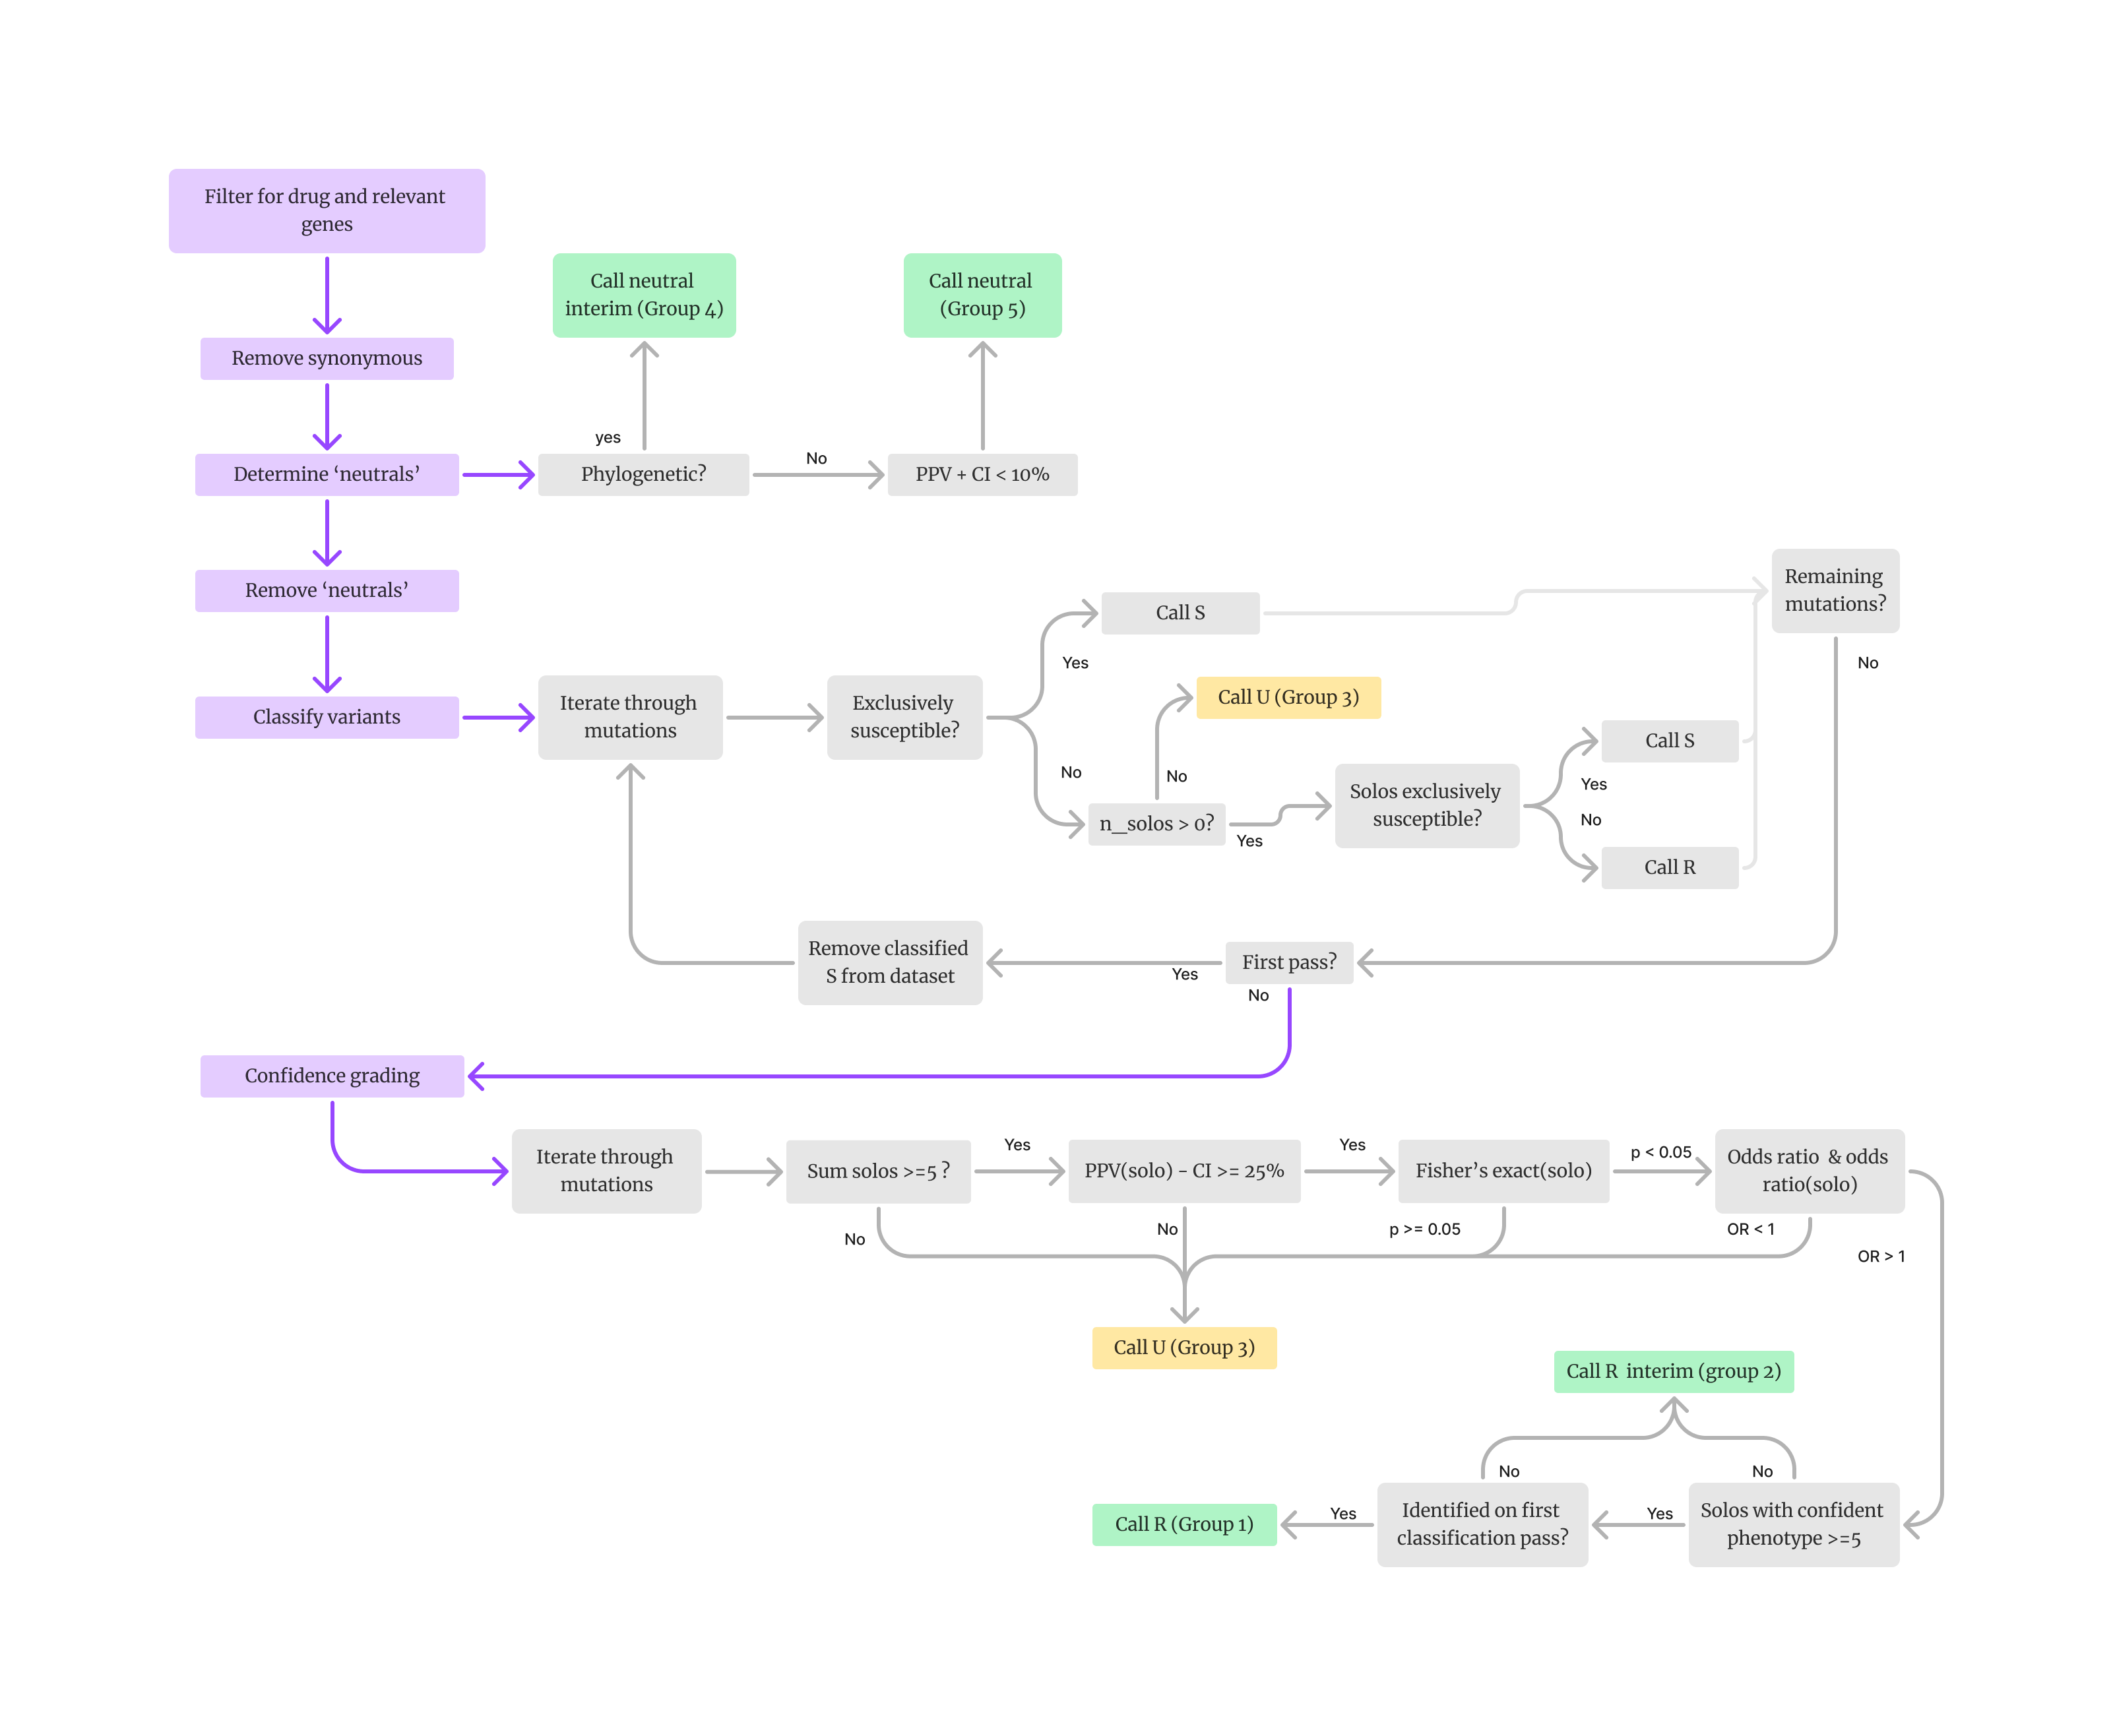 Filter for drug and relevant
genes
Remove synonymous
Determine ‘neutrals’
Remove ‘neutrals’
Classify variants
Call neutral
interim (Group 4)
Call neutral
(Group 5)
yes
Phylogenetic?
No
PPV + CI < 10%
Iterate through
mutations
Exclusively
susceptible?
Yes
No
Call S
Call U (Group 3)
No
n_solos > 0?
Yes
Solos exclusively
susceptible?
Yes
No
Call S
Call R
Remaining
mutations?
No
First pass?
Yes
No
Remove classified
S from dataset
Confidence grading
Iterate through
mutations
Sum solos >=5 ?
Yes
No
PPV(solo) - CI >= 25%
Yes
No
Fisher’s exact(solo)
p < 0.05
p >= 0.05
Odds ratio & odds
ratio(solo)
OR < 1
OR > 1
Call U (Group 3)
Call R interim (group 2)
No
No
Call R (Group 1)
Yes
Identified on first
classification pass?
Yes
Solos with confident
phenotype >=5